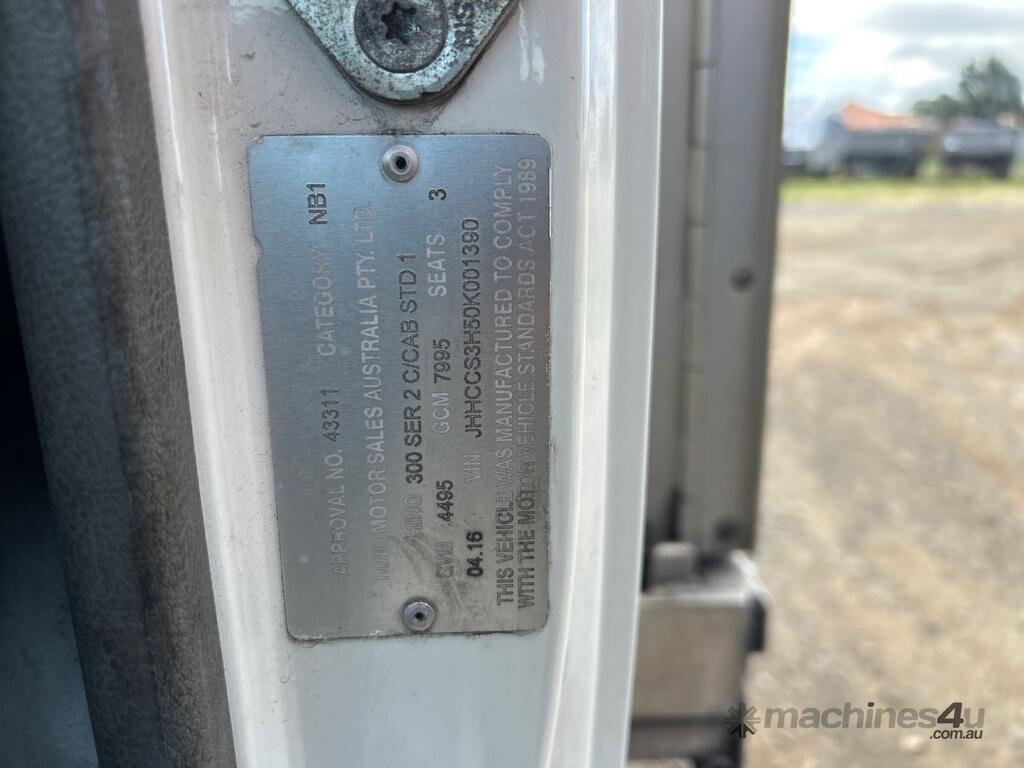 APPROVAL NO. 43311 CATEGORY NB1
HINO MOTOR SALES AUSTRALIA PTY. LTD.
HINO 300 SER 2 C/CAB STD 1
GVM 4495 GCM 7995 SEATS 3
04.16 VIN JHHCCS3H50K001390
THIS VEHICLE WAS MANUFACTURED TO COMPLY
WITH THE MOTOR VEHICLE STANDARDS ACT 1989
machines4u
.com.au